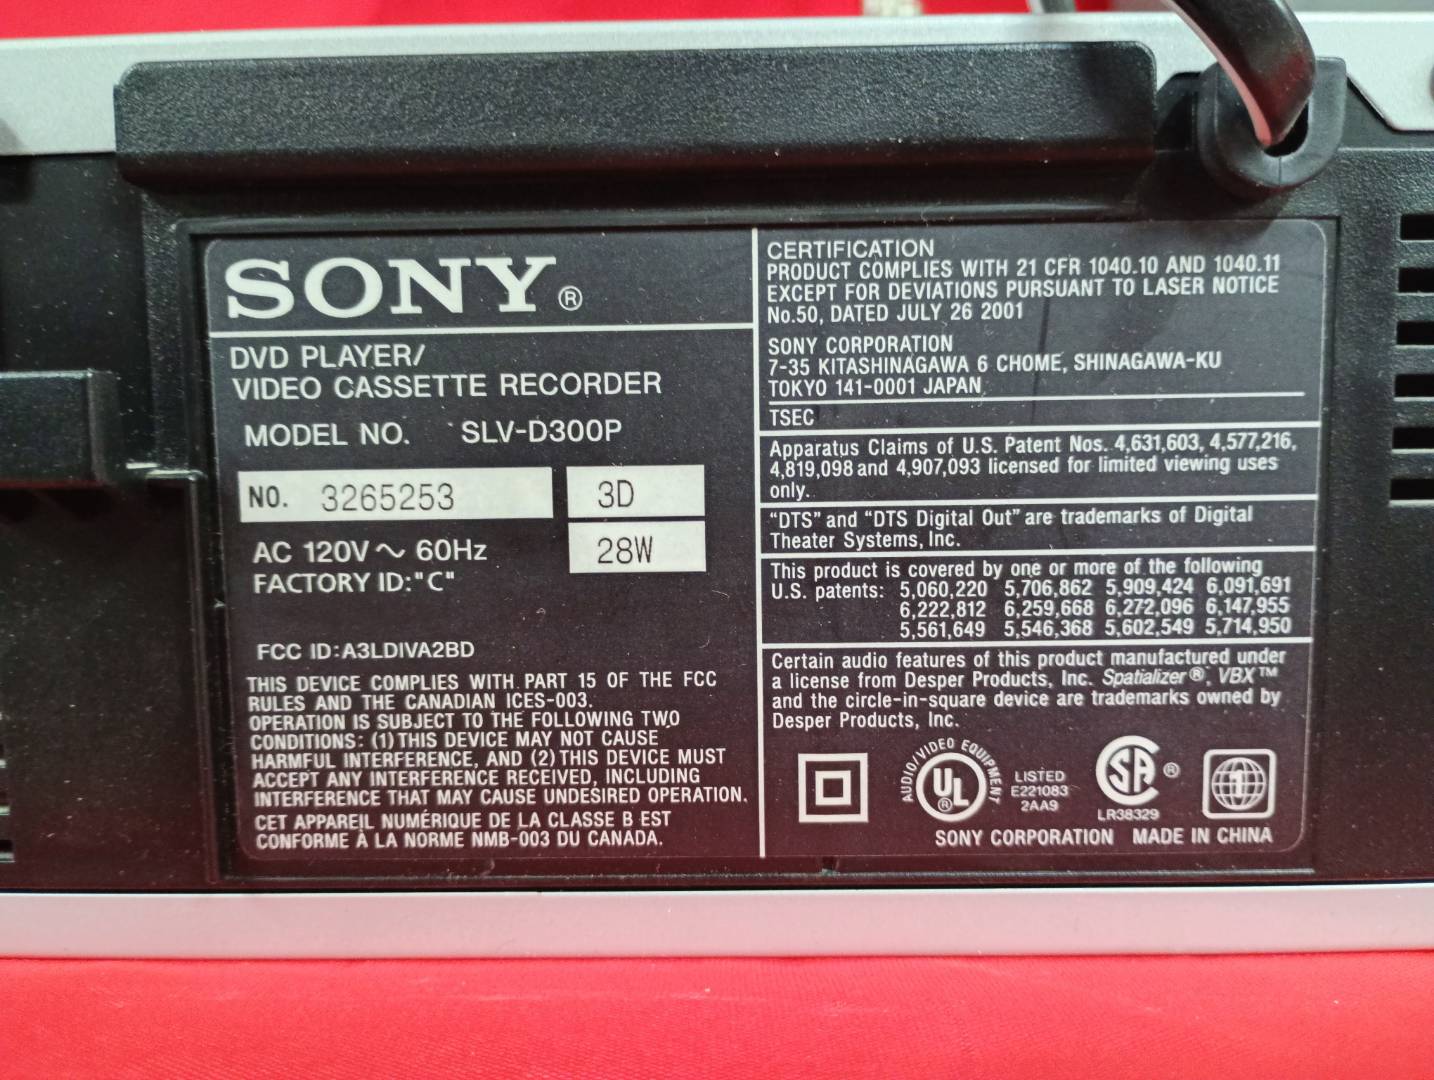 SONY®
DVD PLAYER/
VIDEO CASSETTE RECORDER
MODEL NO. SLV-D300P
NO. 3265253 3D
AC 120V ~ 60Hz 28W
FACTORY ID:"C"
FCC ID:A3LDIVA2BD
THIS DEVICE COMPLIES WITH PART 15 OF THE FCC
RULES AND THE CANADIAN ICES-003.
OPERATION IS SUBJECT TO THE FOLLOWING TWO
CONDITIONS: (1) THIS DEVICE MAY NOT CAUSE
HARMFUL INTERFERENCE, AND (2) THIS DEVICE MUST
ACCEPT ANY INTERFERENCE RECEIVED, INCLUDING
INTERFERENCE THAT MAY CAUSE UNDESIRED OPERATION.
CET APPAREIL NUMÉRIQUE DE LA CLASSE B EST
CONFORME À LA NORME NMB-003 DU CANADA.
CERTIFICATION
PRODUCT COMPLIES WITH 21 CFR 1040.10 AND 1040.11
EXCEPT FOR DEVIATIONS PURSUANT TO LASER NOTICE
No.50, DATED JULY 26 2001
SONY CORPORATION
7-35 KITASHINAGAWA 6 CHOME, SHINAGAWA-KU
TOKYO 141-0001 JAPAN
TSEC
Apparatus Claims of U.S. Patent Nos. 4,631,603, 4,577,216,
4,819,098 and 4,907,093 licensed for limited viewing uses
only.
"DTS" and "DTS Digital Out" are trademarks of Digital
Theater Systems, Inc.
This product is covered by one or more of the following
U.S. patents: 5,060,220 5,706,862 5,909,424 6,091,691
6,222,812 6,259,668 6,272,096 6,147,955
5,561,649 5,546,368 5,602,549 5,714,950
Certain audio features of this product manufactured under
a license from Desper Products, Inc. Spatializer®, VBX™
and the circle-in-square device are trademarks owned by
Desper Products, Inc.
AUDIO/VIDEO EQUIPMENT
UL®
LISTED
E221083
2AA9
SA®
LR38329
1
SONY CORPORATION MADE IN CHINA